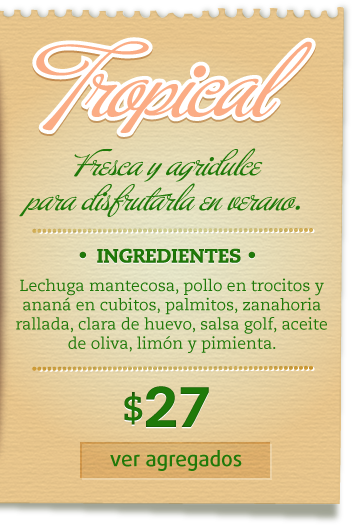 Tropical
Fresca y agridulce
para disfrutarla en verano.
• INGREDIENTES •
Lechuga mantecosa, pollo en trocitos y
ananá en cubitos, palmitos, zanahoria
rallada, clara de huevo, salsa golf, aceite
de oliva, limón y pimienta.
$27
ver agregados